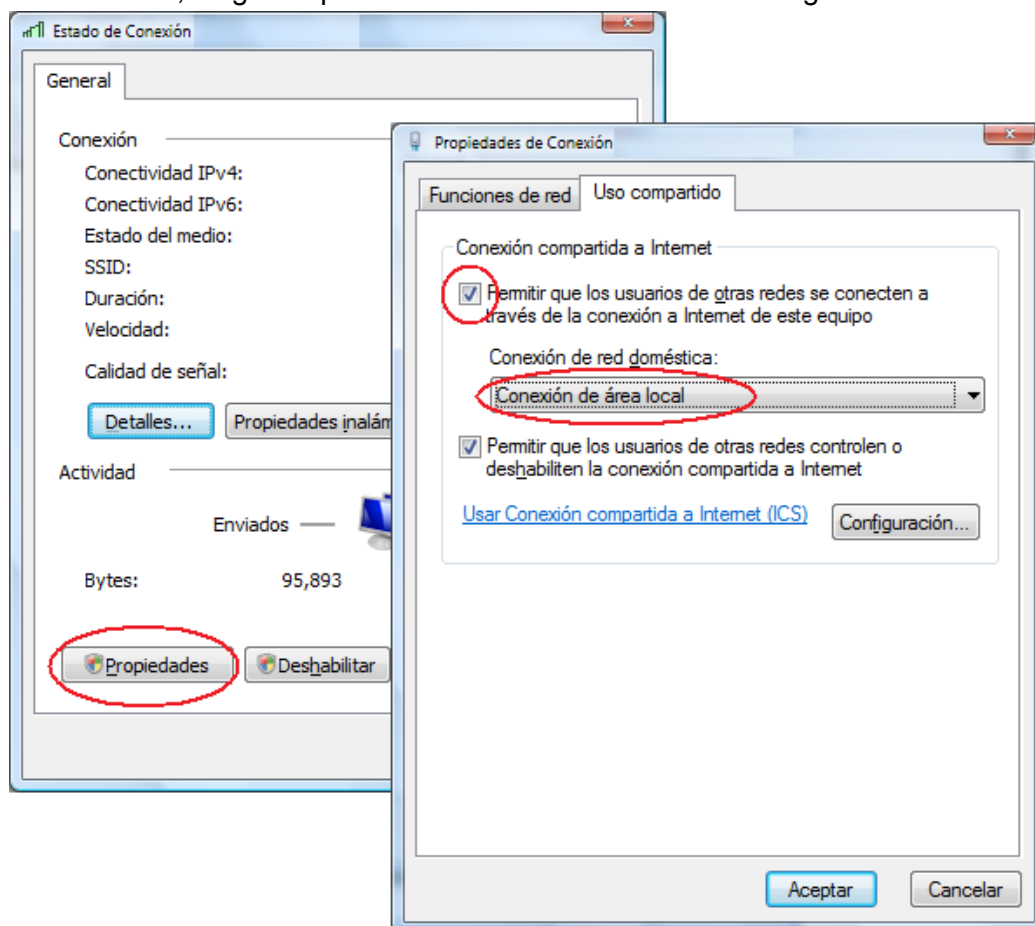 Estado de Conexión
General
Conexión
Conectividad IPv4:
Conectividad IPv6:
Estado del medio:
SSID:
Duración:
Velocidad:
Calidad de señal:
Detalles...
Propiedades inalám
Actividad
Enviados
Bytes: 95,893
Propiedades
Deshabilitar
Propiedades de Conexión
Funciones de red
Uso compartido
Conexión compartida a Internet
Permitir que los usuarios de otras redes se conecten a
través de la conexión a Internet de este equipo
Conexión de red doméstica:
Conexión de área local
Permitir que los usuarios de otras redes controlen o
deshabiliten la conexión compartida a Internet
Usar Conexión compartida a Internet (ICS)
Configuración...
Aceptar
Cancelar